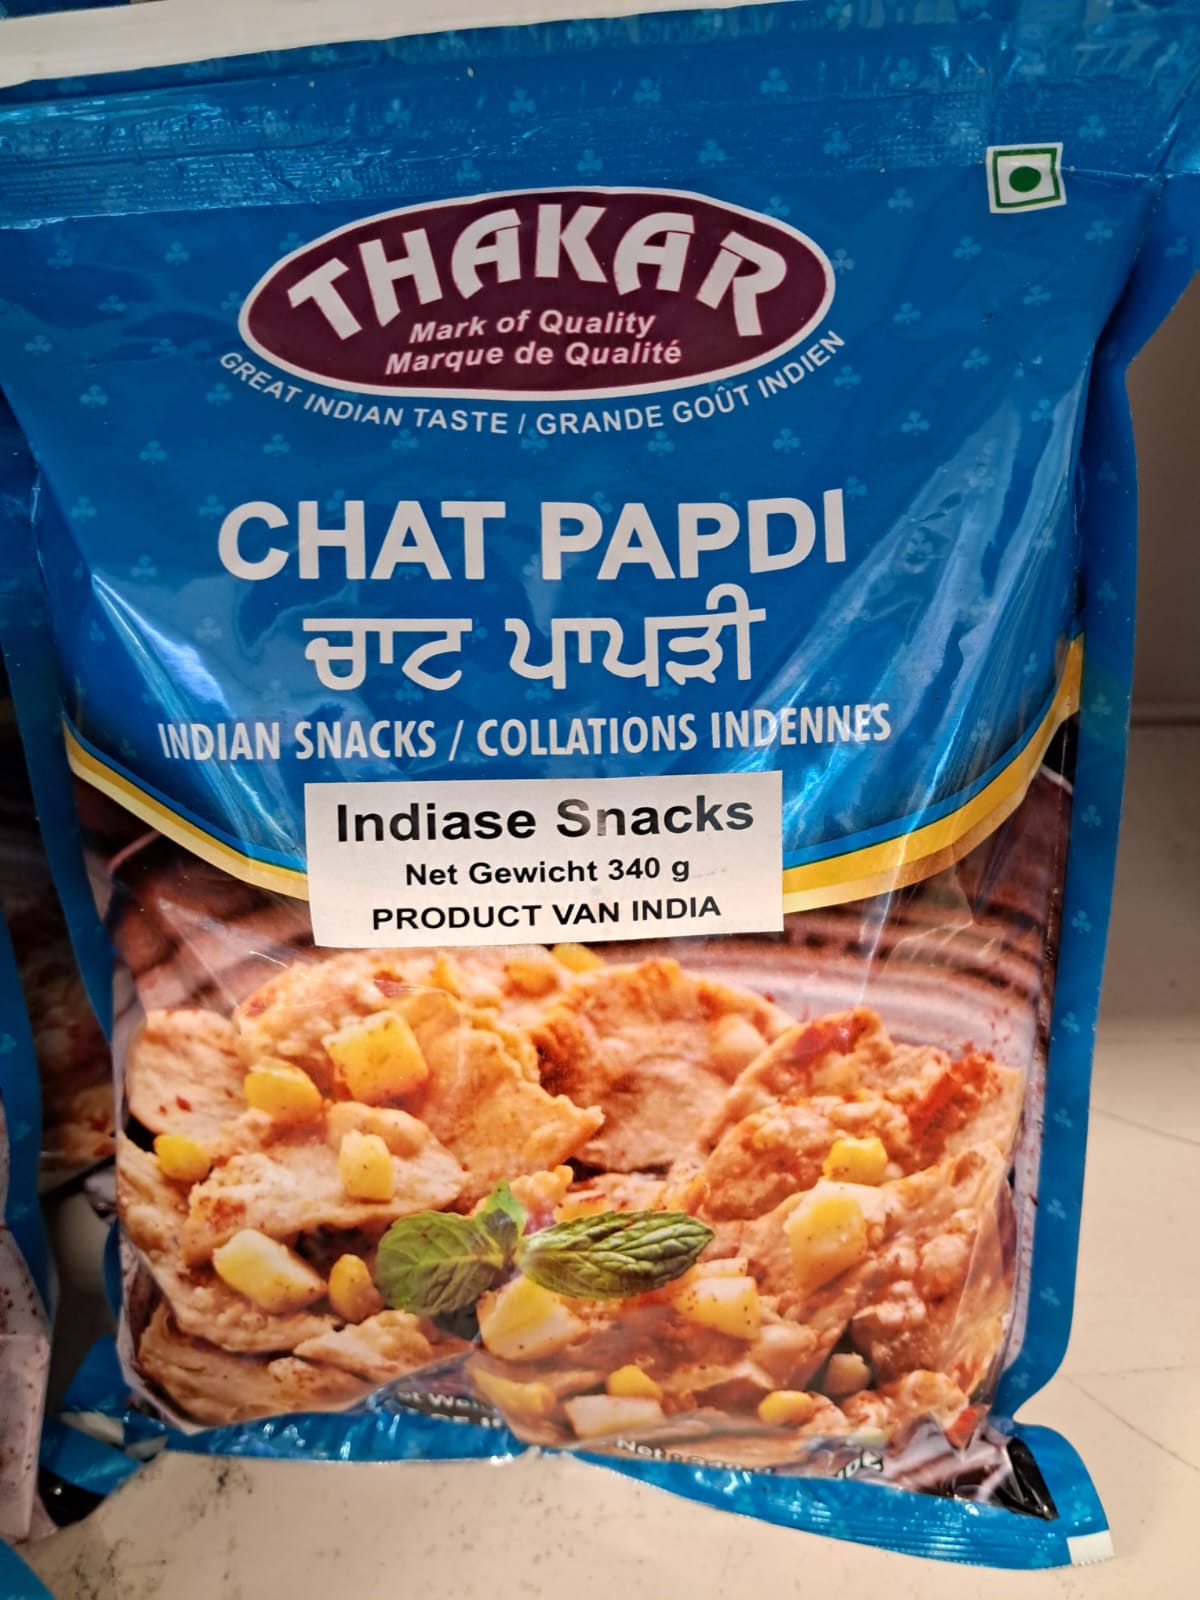 THAKAR
Mark of Quality
Marque de Qualité
GREAT INDIAN TASTE / GRANDE GOÛT INDIEN
CHAT PAPDI
ਚਾਟ ਪਾਪੜੀ
INDIAN SNACKS / COLLATIONS INDENNES
Indiase Snacks
Net Gewicht 340 g
PRODUCT VAN INDIA